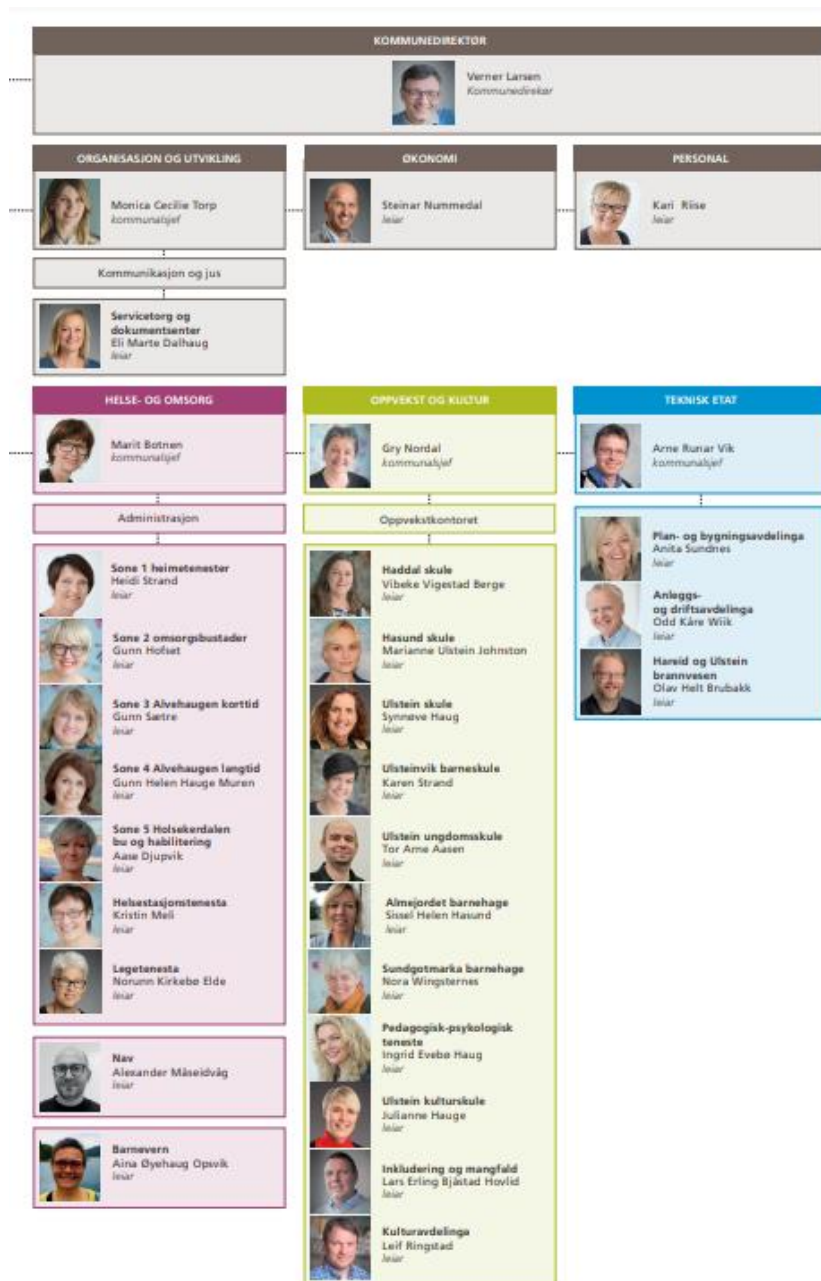 KOMMUNEDIREKTØR
Verner Larsen
Kommunedirekør
ORGANISASJON OG UTVIKLING
Monica Cecilie Torp
kommunalsjef
ØKONOMI
Steinar Nummedal
leiar
PERSONAL
Kari Riise
leiar
Kommunikasjon og jus
Servicetorg og
dokumentsenter
Eli Marte Dalhaug
leiar
HELSE- OG OMSORG
Marit Botnen
kommunalsjef
OPPVEKST OG KULTUR
Gry Nordal
kommunalsjef
TEKNISK ETAT
Arne Runar Vik
kommunalsjef
Administrasjon
Sone 1 heimetenester
Heidi Strand
leiar
Sone 2 omsorgsbustader
Gunn Hofset
leiar
Sone 3 Alvehaugen korttid
Gunn Sætre
leiar
Sone 4 Alvehaugen langtid
Gunn Helen Hauge Muren
leiar
Sone 5 Holsekerdalen
bu og habilitering
Aase Djupvik
leiar
Helsestasjonstenesta
Kristin Meli
leiar
Legetenesta
Norunn Kirkebø Elde
leiar
Nav
Alexander Måseidvåg
leiar
Barnevern
Aina Øyehaug Opsvik
leiar
Oppvekstkontoret
Haddal skule
Vibeke Vigestad Berge
leiar
Hasund skule
Marianne Ulstein Johnston
leiar
Ulstein skule
Synnøve Haug
leiar
Ulsteinvik barneskule
Karen Strand
leiar
Ulstein ungdomsskule
Tor Arne Aasen
leiar
Almejordet barnehage
Sissel Helen Hasund
leiar
Sundgotmarka barnehage
Nora Wingsternes
leiar
Pedagogisk-psykologisk
teneste
Ingrid Evebø Haug
leiar
Ulstein kulturskule
Julianne Hauge
leiar
Inkludering og mangfald
Lars Erling Bjåstad Hovlid
leiar
Kulturavdelinga
Leif Ringstad
leiar
Plan- og bygningsavdelinga
Anita Sundnes
leiar
Anleggs-
og driftsavdelinga
Odd Kåre Wiik
leiar
Hareid og Ulstein
brannvesen
Olav Helt Brubakk
leiar